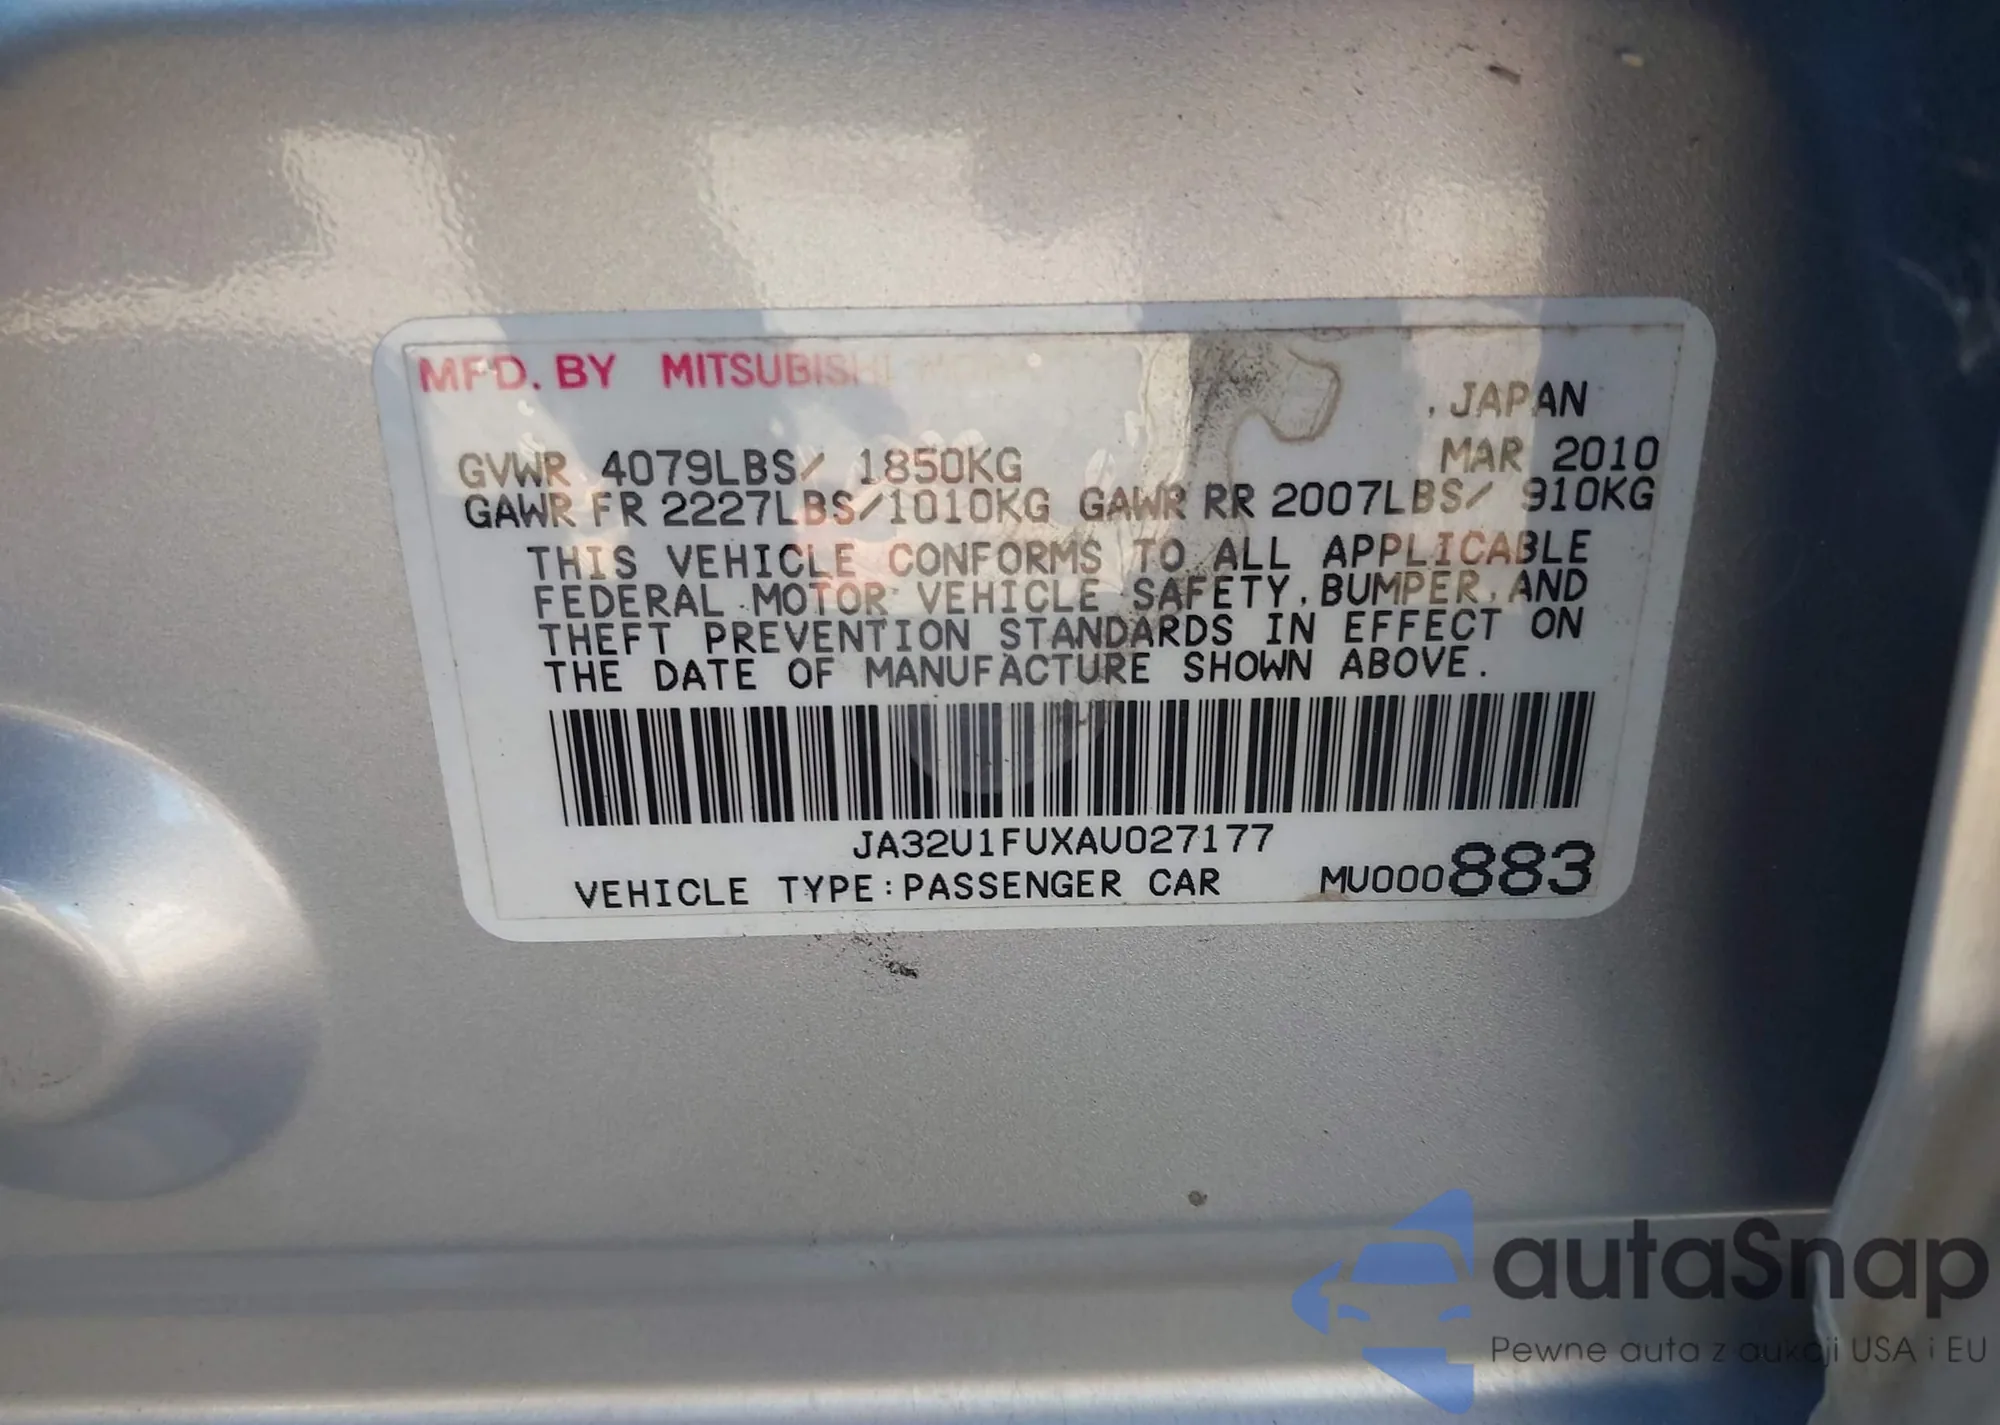 MFD. BY MITSUBISHI
JAPAN
MAR 2010
GVWR 4079LBS/ 1850KG
GAWR FR 2227LBS/1010KG GAWR RR 2007LBS/ 910KG
THIS VEHICLE CONFORMS TO ALL APPLICABLE
FEDERAL MOTOR VEHICLE SAFETY, BUMPER, AND
THEFT PREVENTION STANDARDS IN EFFECT ON
THE DATE OF MANUFACTURE SHOWN ABOVE.
JA32U1FUXAU027177
VEHICLE TYPE:PASSENGER CAR MU000883
autaSnap
Pewne auta z aukcji USA i EU